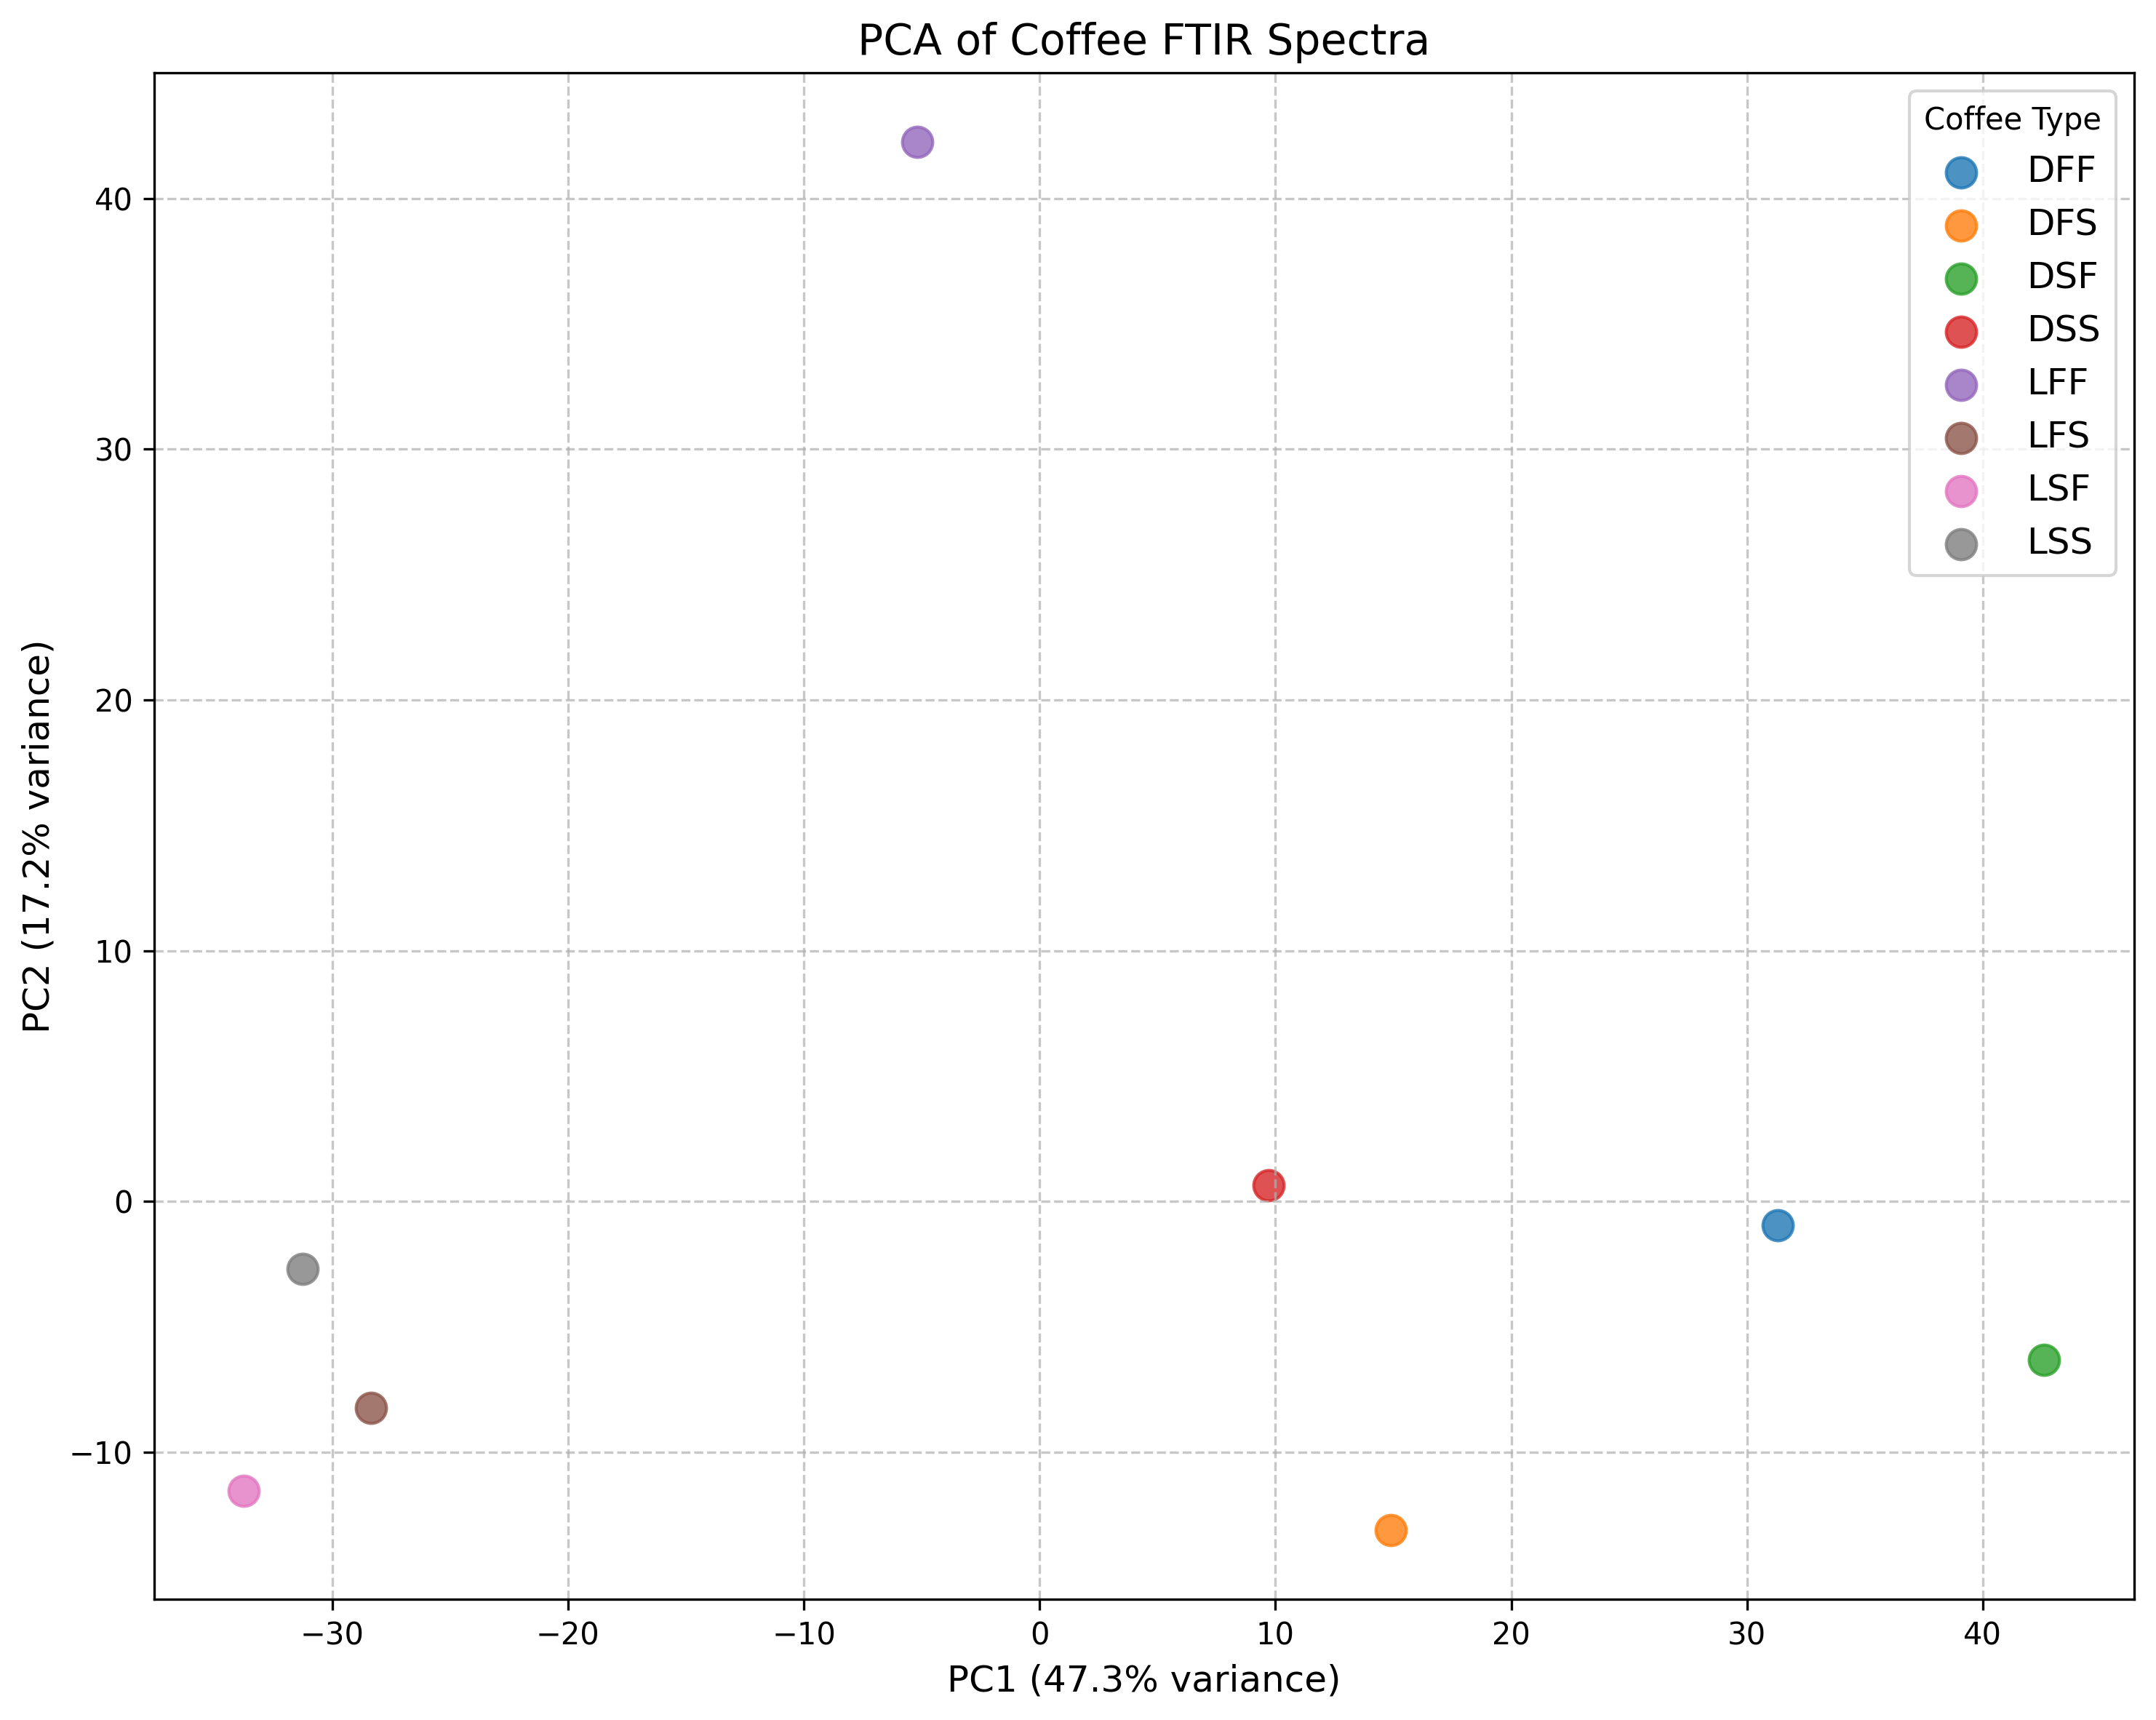 PCA of Coffee FTIR Spectra
Coffee Type
DFF
DFS
DSF
DSS
LFF
LFS
LSF
LSS
PC2 (17.2% variance)
40
30
20
10
0
−10
−30
−20
−10
0
10
20
30
40
PC1 (47.3% variance)